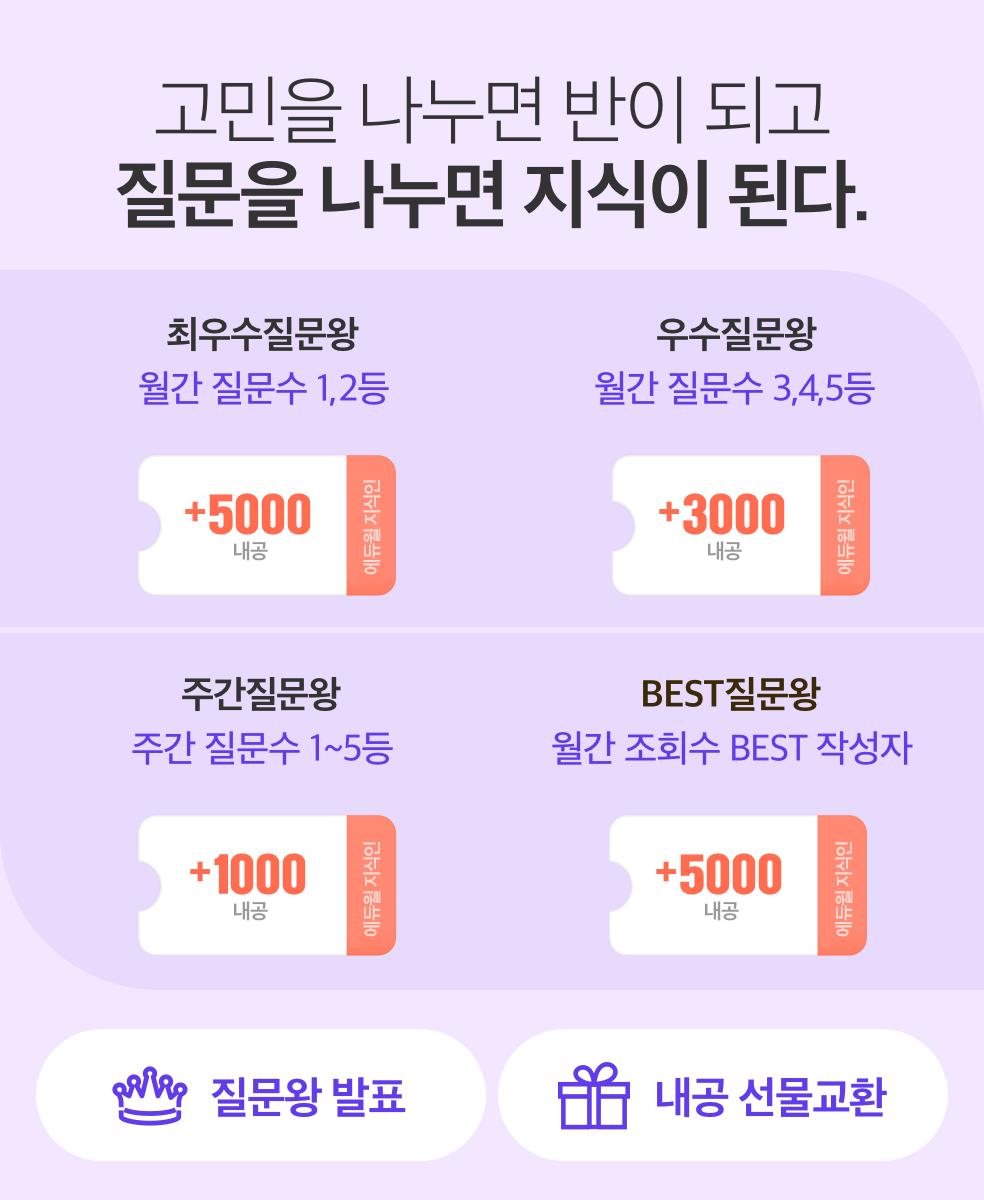 고민을 나누면 반이 되고
질문을 나누면 지식이 된다.
최우수질문왕
월간 질문수 1,2등
+5000
내공
에듀윌 지식인
우수질문왕
월간 질문수 3,4,5등
+3000
내공
에듀윌 지식인
주간질문왕
주간 질문수 1~5등
+1000
내공
에듀윌 지식인
BEST질문왕
월간 조회수 BEST 작성자
+5000
내공
에듀윌 지식인
질문왕 발표
내공 선물교환